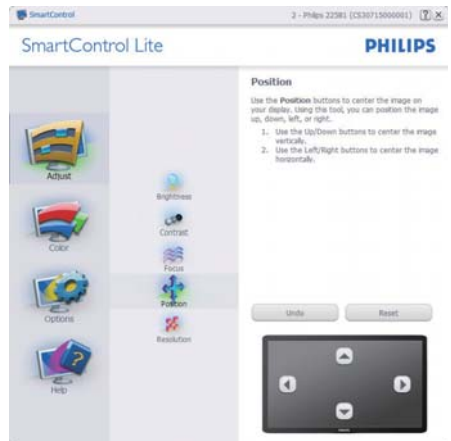 SmartControl
2 - Philips 225B1 (CS30715000001)
SmartControl Lite
PHILIPS
Adjust
Color
Options
Help
Brightness
Contrast
Focus
Position
Resolution
Position
Use the Position buttons to center the image on
your display. Using the tool, you can position the image
up, down, left, or right.
1. Use the Up/Down buttons to center the image
vertically.
2. Use the Left/Right buttons to center the image
horizontally.
Undo
Reset